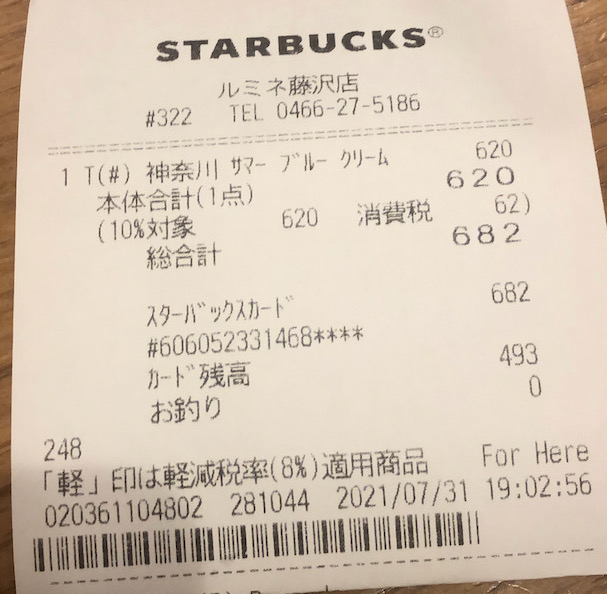 STARBUCKS®
ルミネ藤沢店
#322 TEL 0466-27-5186
1 T(#) 神奈川 ｻﾏｰ ﾌﾞﾙｰ ｸﾘｰﾑ 620
本体合計(1点) 620
(10%対象 620 消費税 62)
総合計 682
ｽﾀｰﾊﾞｯｸｽｶｰﾄﾞ 682
#606052331468****
ｶｰﾄﾞ残高 493
お釣り 0
248
「軽」印は軽減税率(8%)適用商品 For Here
020361104802 281044 2021/07/31 19:02:56